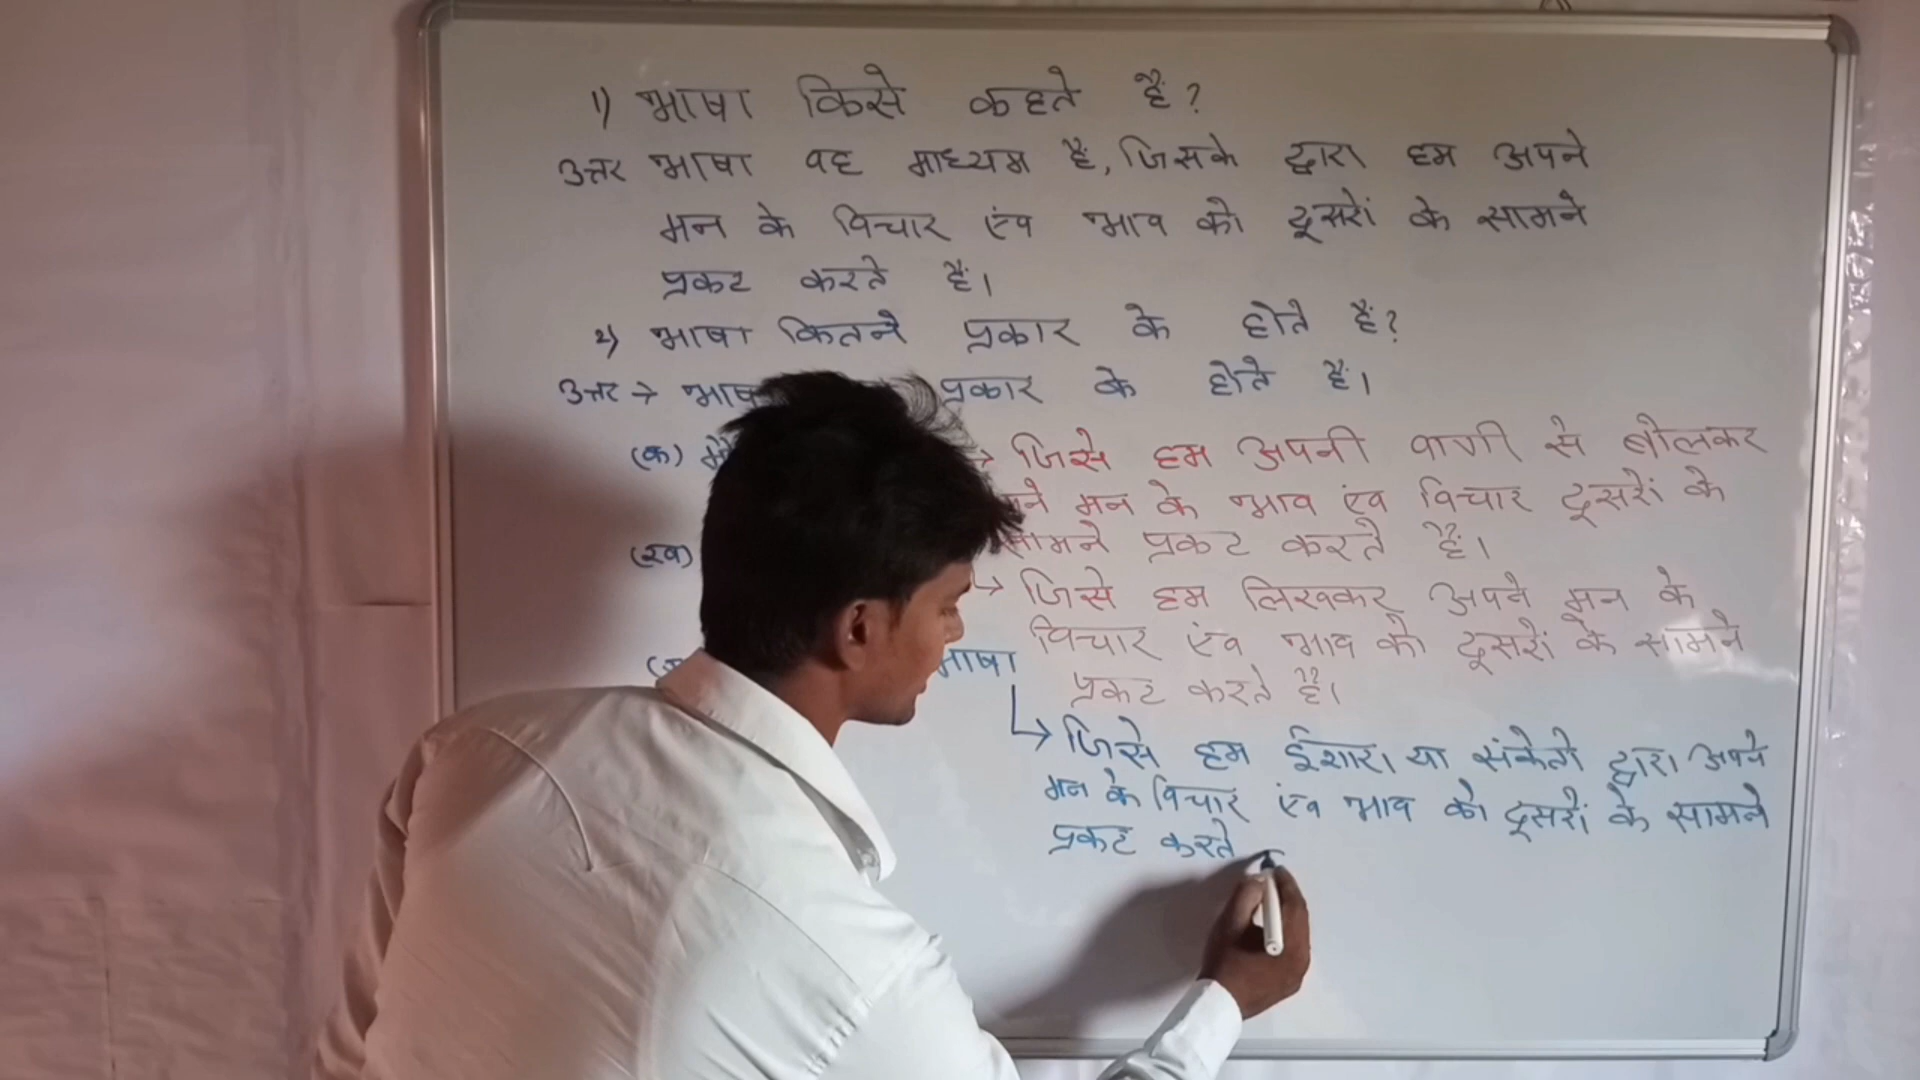 1) भाषा किसे कहते हैं?
उत्तर भाषा वह माध्यम हैं, जिसके द्वारा हम अपने
मन के विचार एंव भाव को दूसरों के सामने
प्रकट करते हैं।
2) भाषा कितने प्रकार के होते हैं?
उत्तर → भाषा प्रकार के होते हैं।
(क) → जिसे हम अपनी वाणी से बोलकर
मन के भाव एंव विचार दूसरों के
सामने प्रकट करते हैं।
(ख) → जिसे हम लिखकर अपने मन के
विचार एंव भाव को दूसरों के सामने
भाषा
प्रकट करते हैं।
↳ जिसे हम ईशारा या संकेतो द्वारा अपने
मन के विचार एंव भाव को दूसरों के सामने
प्रकट करते